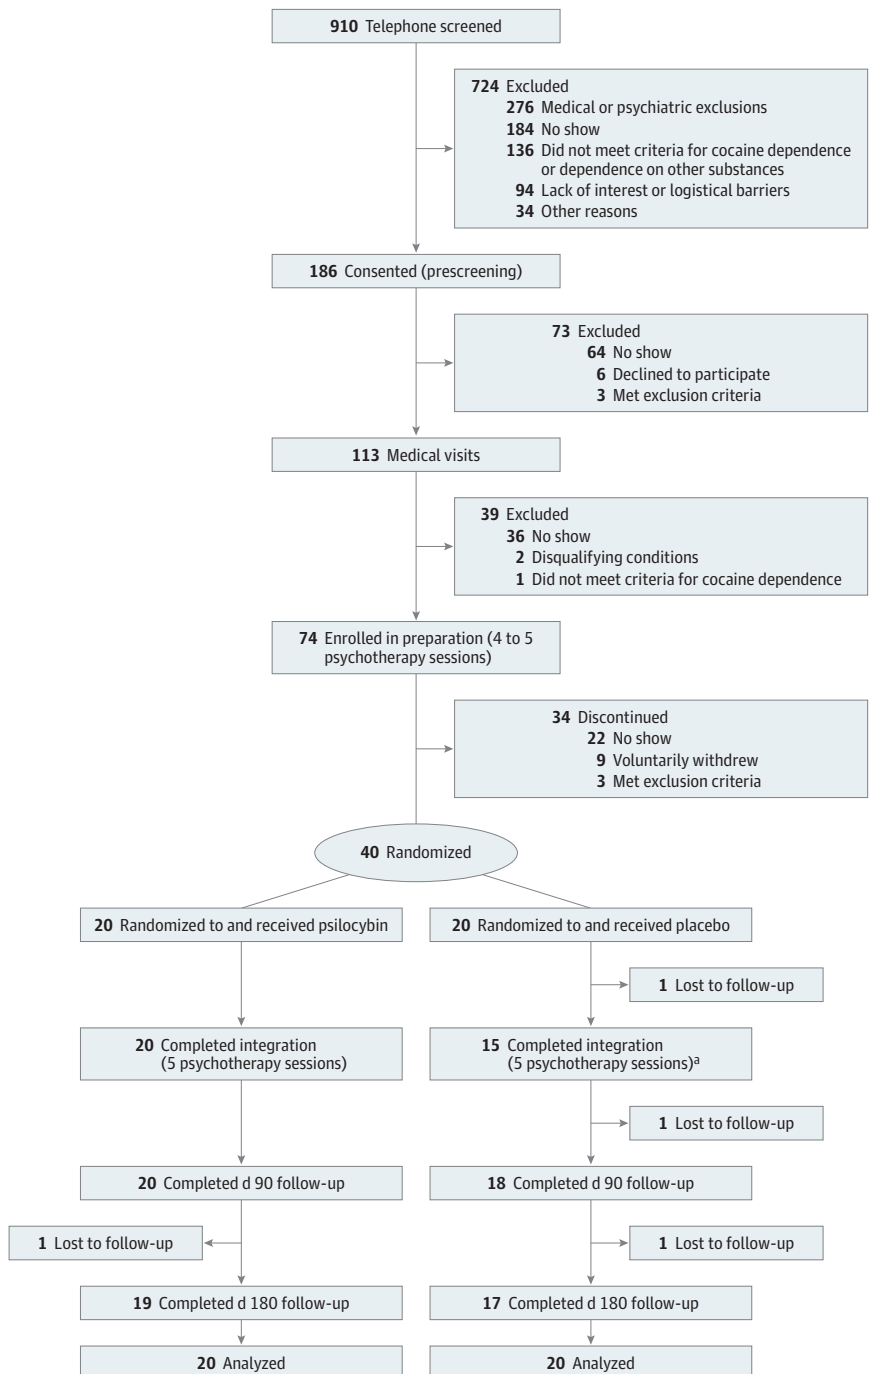 910 Telephone screened
724 Excluded
276 Medical or psychiatric exclusions
184 No show
136 Did not meet criteria for cocaine dependence
or dependence on other substances
94 Lack of interest or logistical barriers
34 Other reasons
186 Consented (prescreening)
73 Excluded
64 No show
6 Declined to participate
3 Met exclusion criteria
113 Medical visits
39 Excluded
36 No show
2 Disqualifying conditions
1 Did not meet criteria for cocaine dependence
74 Enrolled in preparation (4 to 5
psychotherapy sessions)
34 Discontinued
22 No show
9 Voluntarily withdrew
3 Met exclusion criteria
40 Randomized
20 Randomized to and received psilocybin
20 Randomized to and received placebo
1 Lost to follow-up
20 Completed integration
(5 psychotherapy sessions)
15 Completed integration
(5 psychotherapy sessions)ᵃ
1 Lost to follow-up
20 Completed d 90 follow-up
18 Completed d 90 follow-up
1 Lost to follow-up
1 Lost to follow-up
19 Completed d 180 follow-up
17 Completed d 180 follow-up
20 Analyzed
20 Analyzed